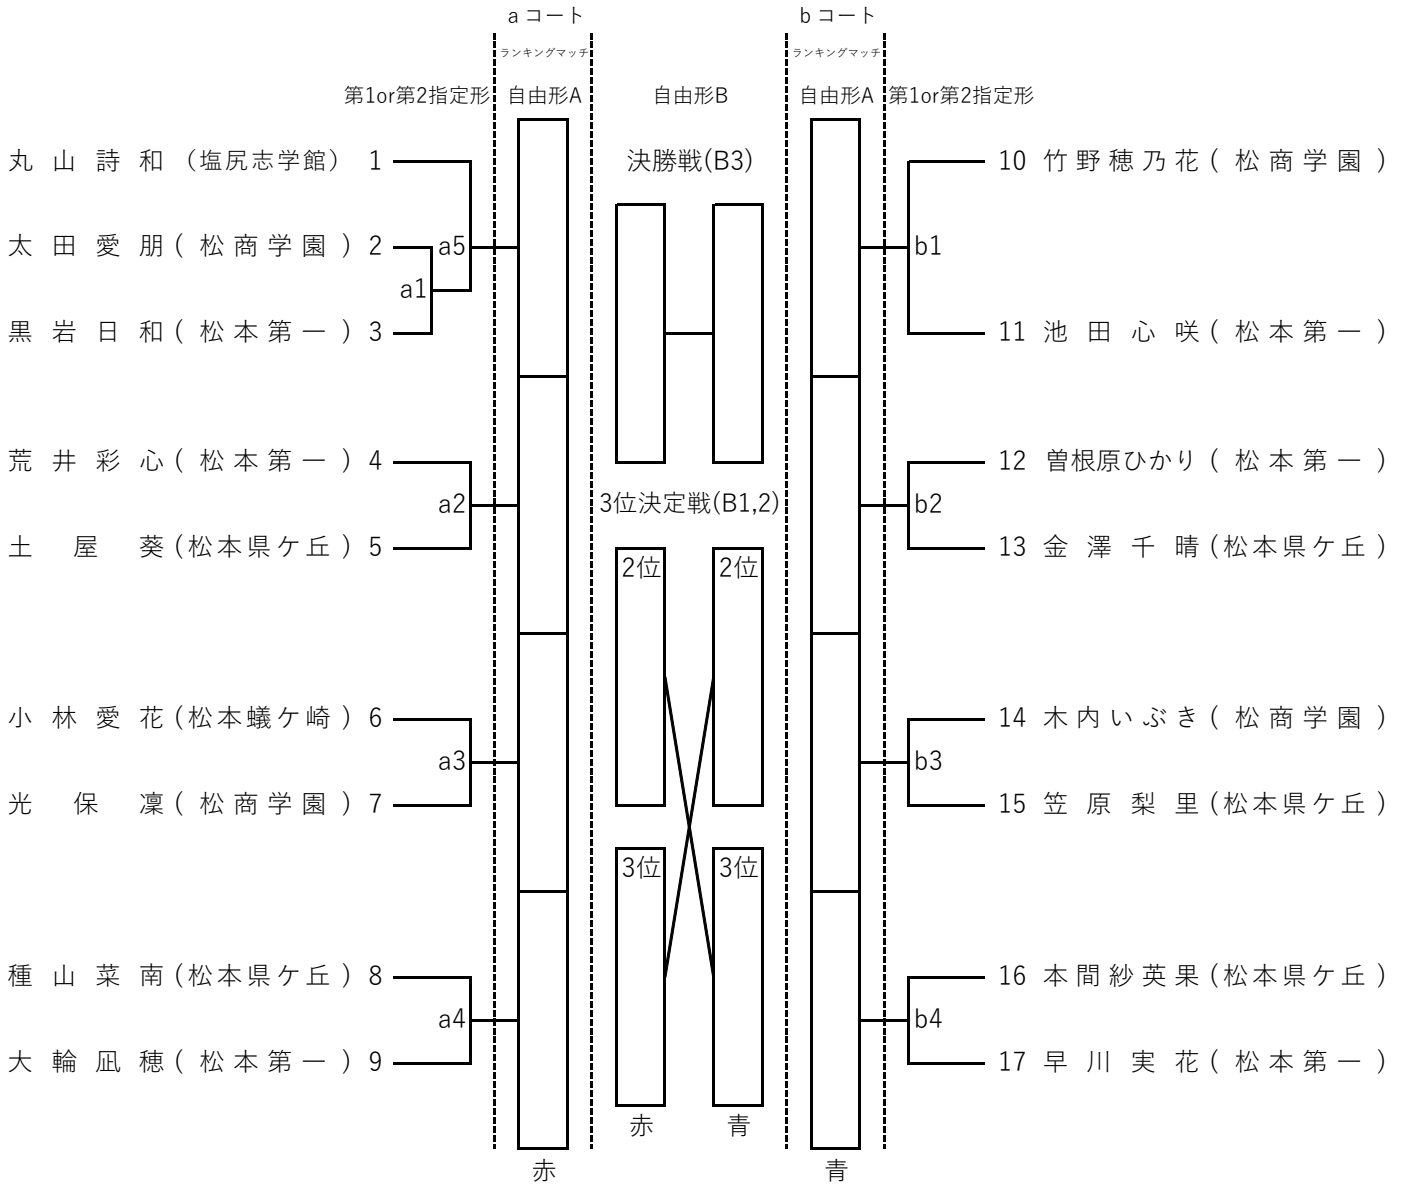 aコート bコート
ランキングマッチ ランキングマッチ
第1or第2指定形 自由形A 自由形B 自由形A 第1or第2指定形
丸山詩和（塩尻志学館） 1 決勝戦(B3) 10 竹野穂乃花(松商学園)
太田愛朋(松商学園) 2 a5 b1
a1
黒岩日和(松本第一) 3 11 池田心咲(松本第一)
荒井彩心(松本第一) 4 12 曽根原ひかり(松本第一)
a2 3位決定戦(B1,2) b2
土屋葵(松本県ケ丘) 5 13 金澤千晴(松本県ケ丘)
2位 2位
小林愛花(松本蟻ケ崎) 6 14 木内いぶき(松商学園)
a3 b3
光保凜(松商学園) 7 15 笠原梨里(松本県ケ丘)
3位 3位
種山菜南(松本県ケ丘) 8 16 本間紗英果(松本県ケ丘)
a4 b4
大輪凪穂(松本第一) 9 17 早川実花(松本第一)
赤 青
赤 青